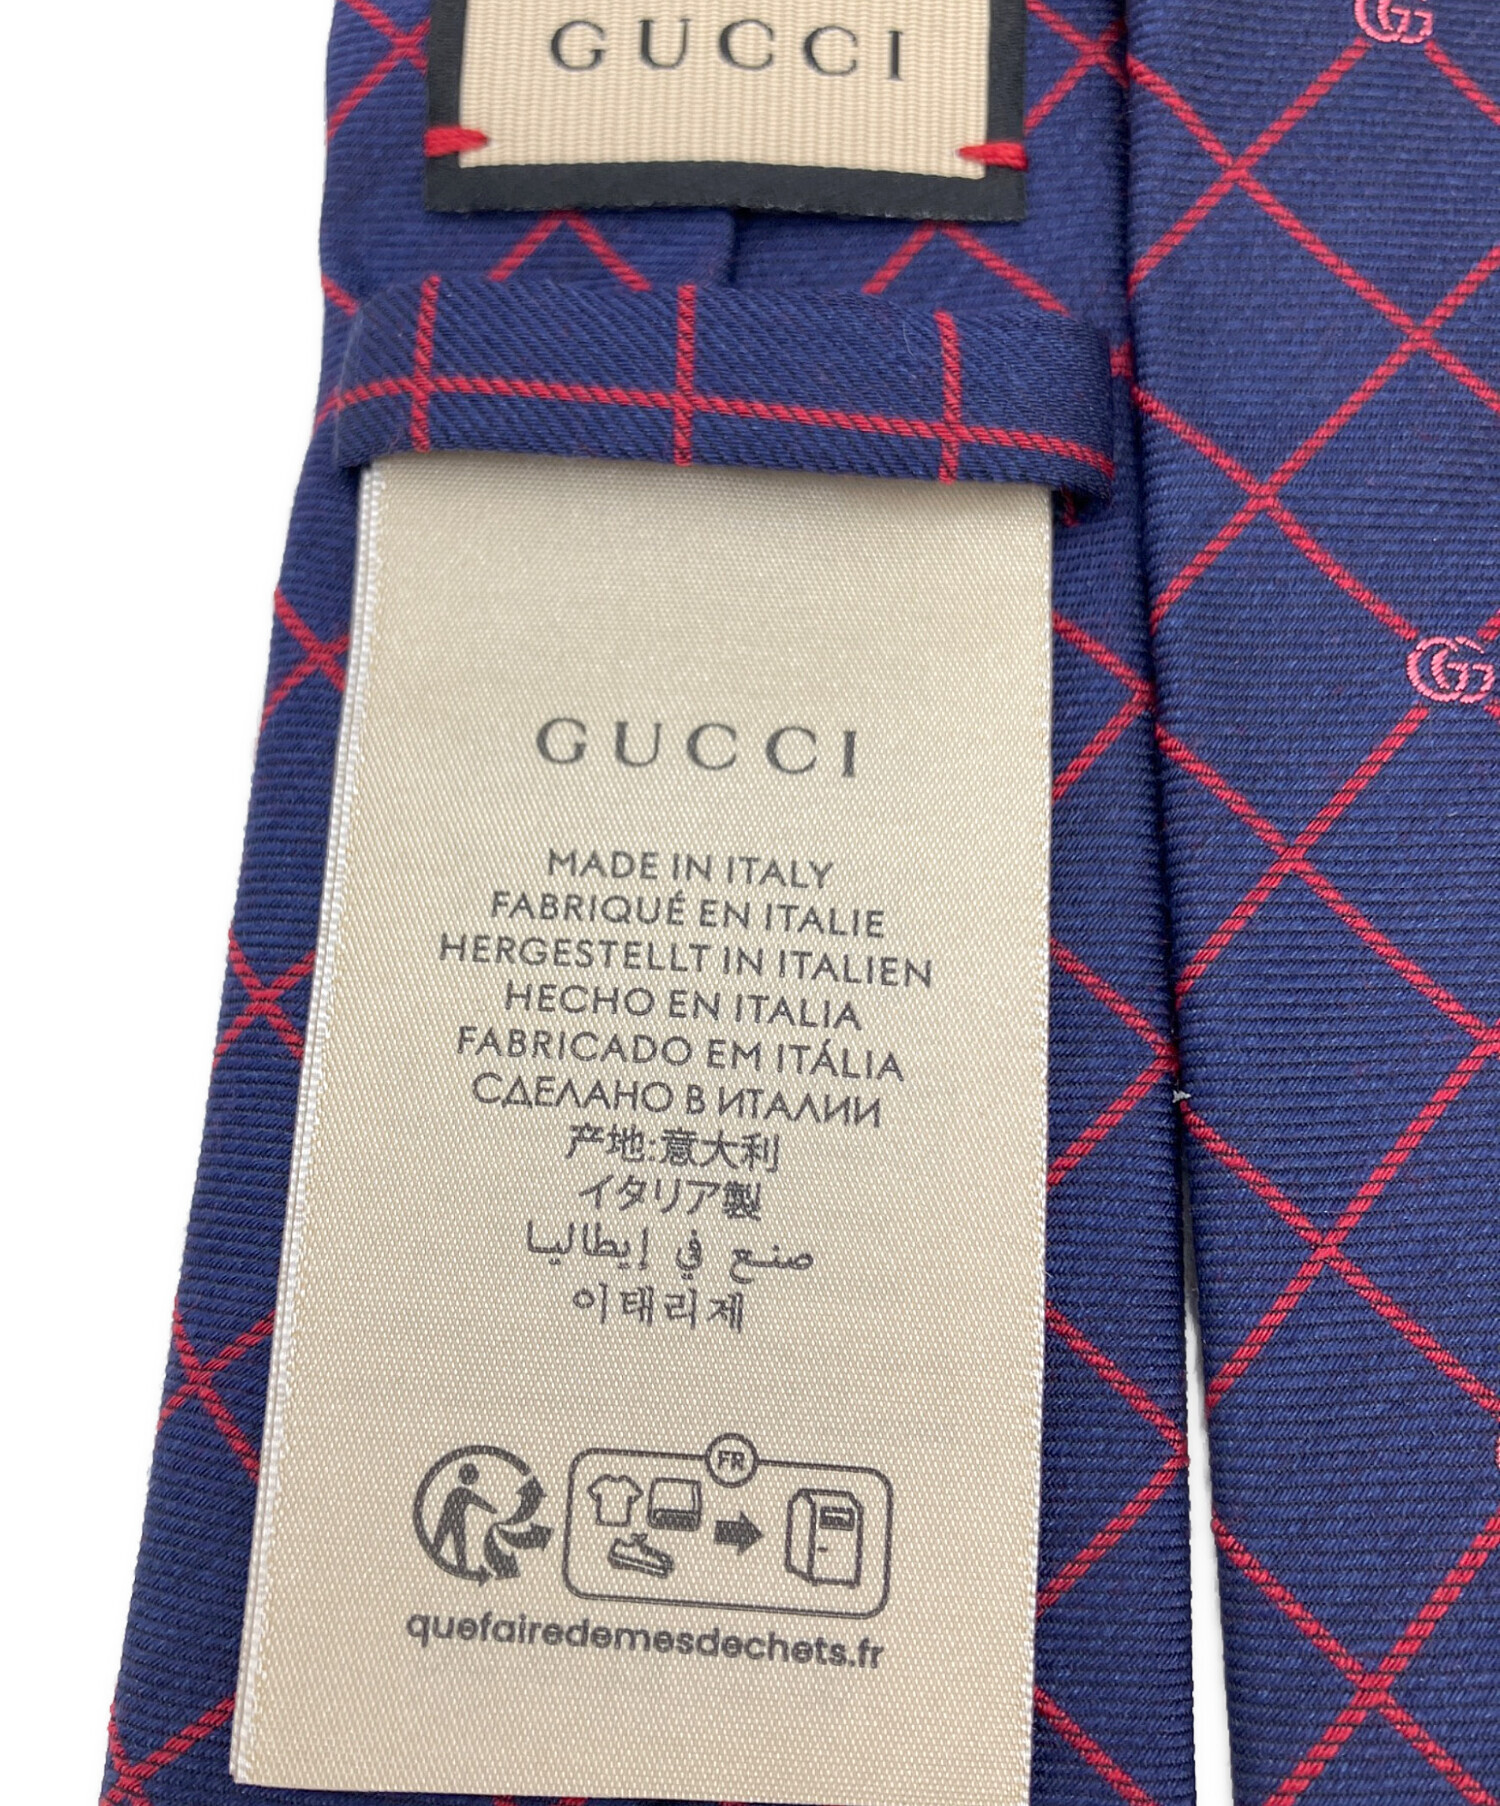 GUCCI
GUCCI
MADE IN ITALY
FABRIQUÉ EN ITALIE
HERGESTELLT IN ITALIEN
HECHO EN ITALIA
FABRICADO EM ITÁLIA
СДЕЛАНО В ИТАЛИИ
产地:意大利
イタリア製
صنع في إيطاليا
이태리제
FR
quefairedemesdechets.fr